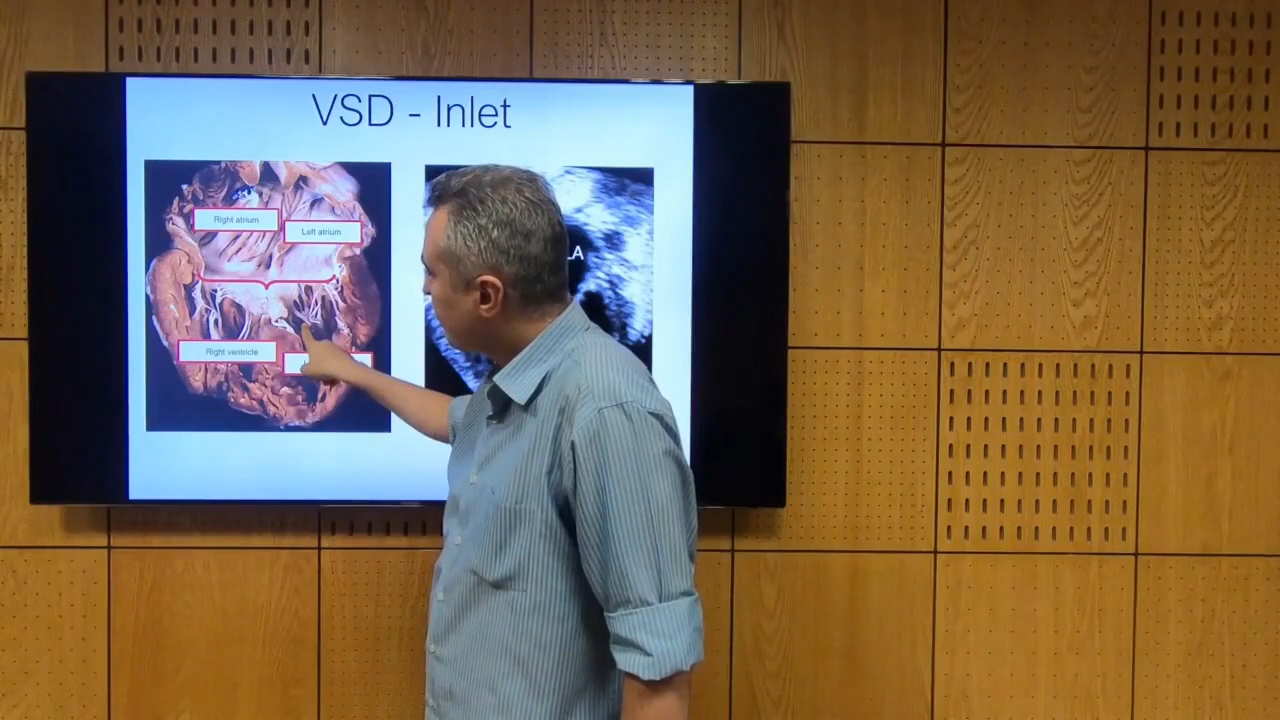 VSD - Inlet
Right atrium
Left atrium
LA
Right ventricle